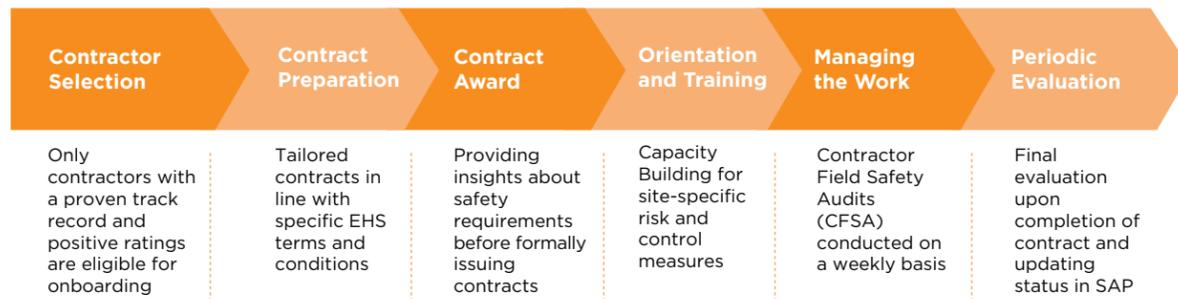 Contractor
Selection
Contract
Preparation
Contract
Award
Orientation
and Training
Managing
the Work
Periodic
Evaluation
Only
contractors with
a proven track
record and
positive ratings
are eligible for
onboarding
Tailored
contracts in
line with
specific EHS
terms and
conditions
Providing
insights about
safety
requirements
before formally
issuing
contracts
Capacity
Building for
site-specific
risk and
control
measures
Contractor
Field Safety
Audits
(CFSA)
conducted on
a weekly basis
Final
evaluation
upon
completion of
contract and
updating
status in SAP